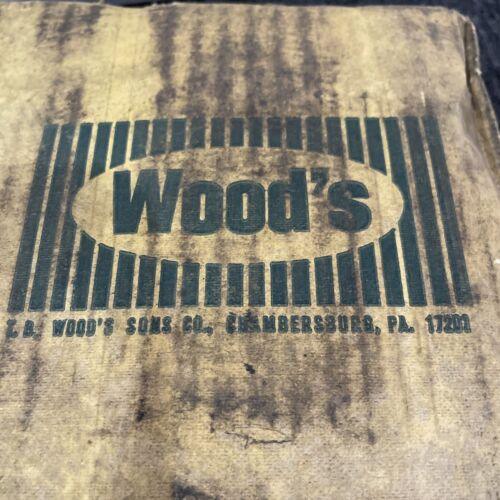 Wood's
T. B. WOOD'S SONS CO., CHAMBERSBURG, PA. 17201